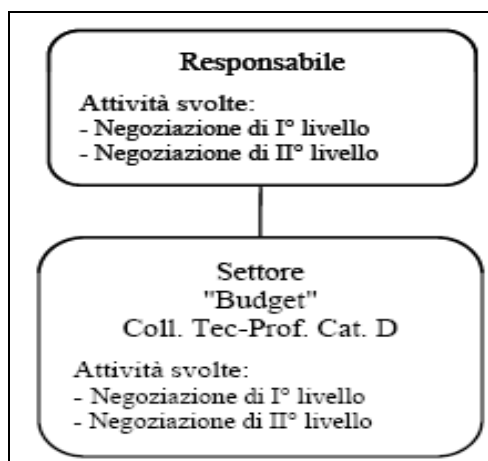 Responsabile
Attività svolte:
- Negoziazione di I° livello
- Negoziazione di II° livello
Settore
"Budget"
Coll. Tec-Prof. Cat. D
Attività svolte:
- Negoziazione di I° livello
- Negoziazione di II° livello